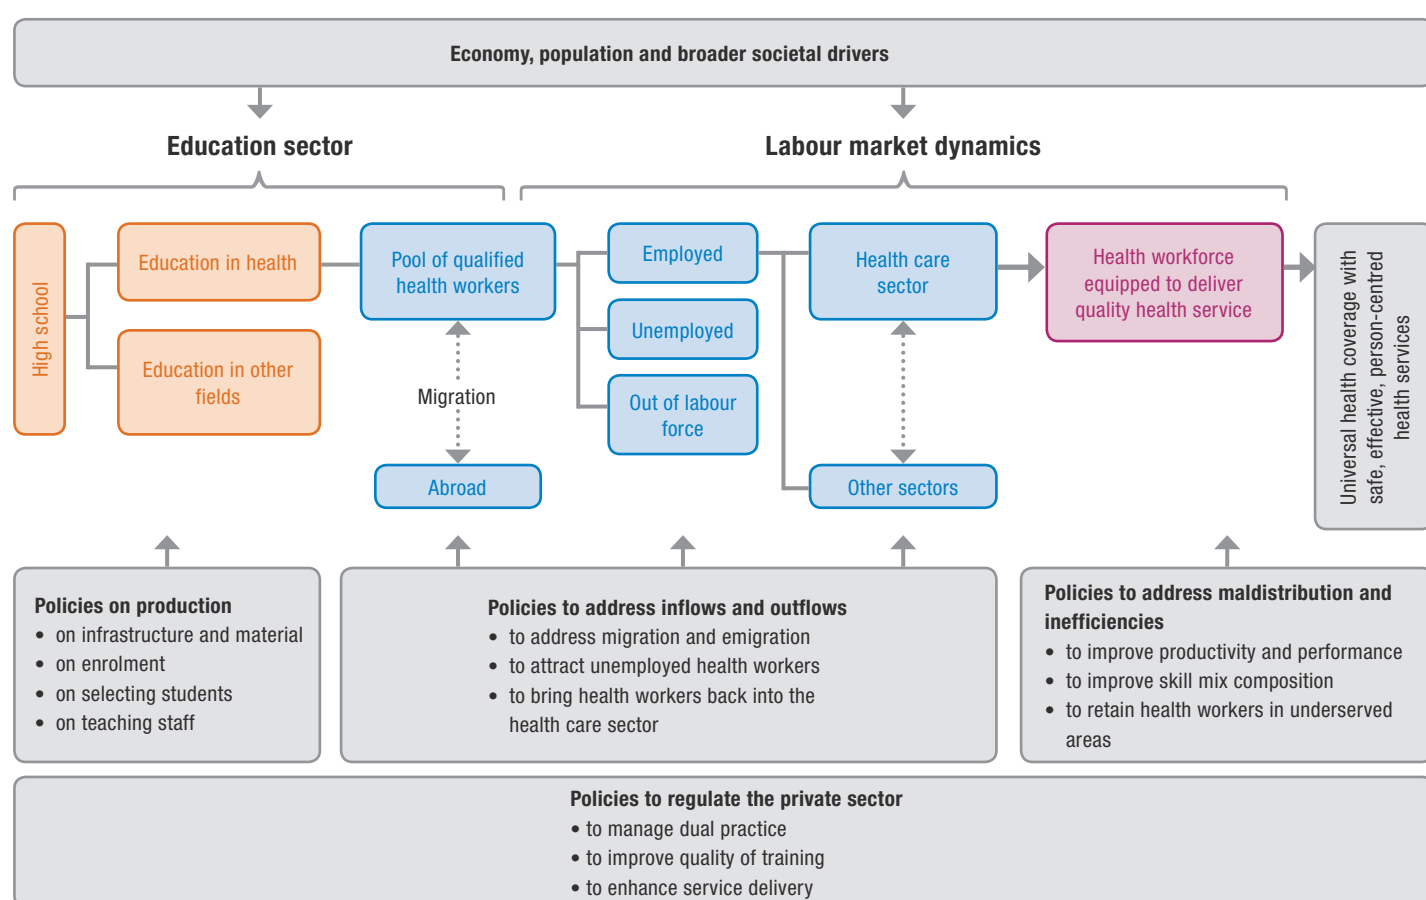 Economy, population and broader societal drivers
Education sector
Labour market dynamics
High school
Education in health
Education in other
fields
Pool of qualified
health workers
Migration
Abroad
Employed
Unemployed
Out of labour
force
Health care
sector
Other sectors
Health workforce
equipped to deliver
quality health service
Universal health coverage with
safe, effective, person-centred
health services
Policies on production
• on infrastructure and material
• on enrolment
• on selecting students
• on teaching staff
Policies to address inflows and outflows
• to address migration and emigration
• to attract unemployed health workers
• to bring health workers back into the
health care sector
Policies to address maldistribution and
inefficiencies
• to improve productivity and performance
• to improve skill mix composition
• to retain health workers in underserved
areas
Policies to regulate the private sector
• to manage dual practice
• to improve quality of training
• to enhance service delivery